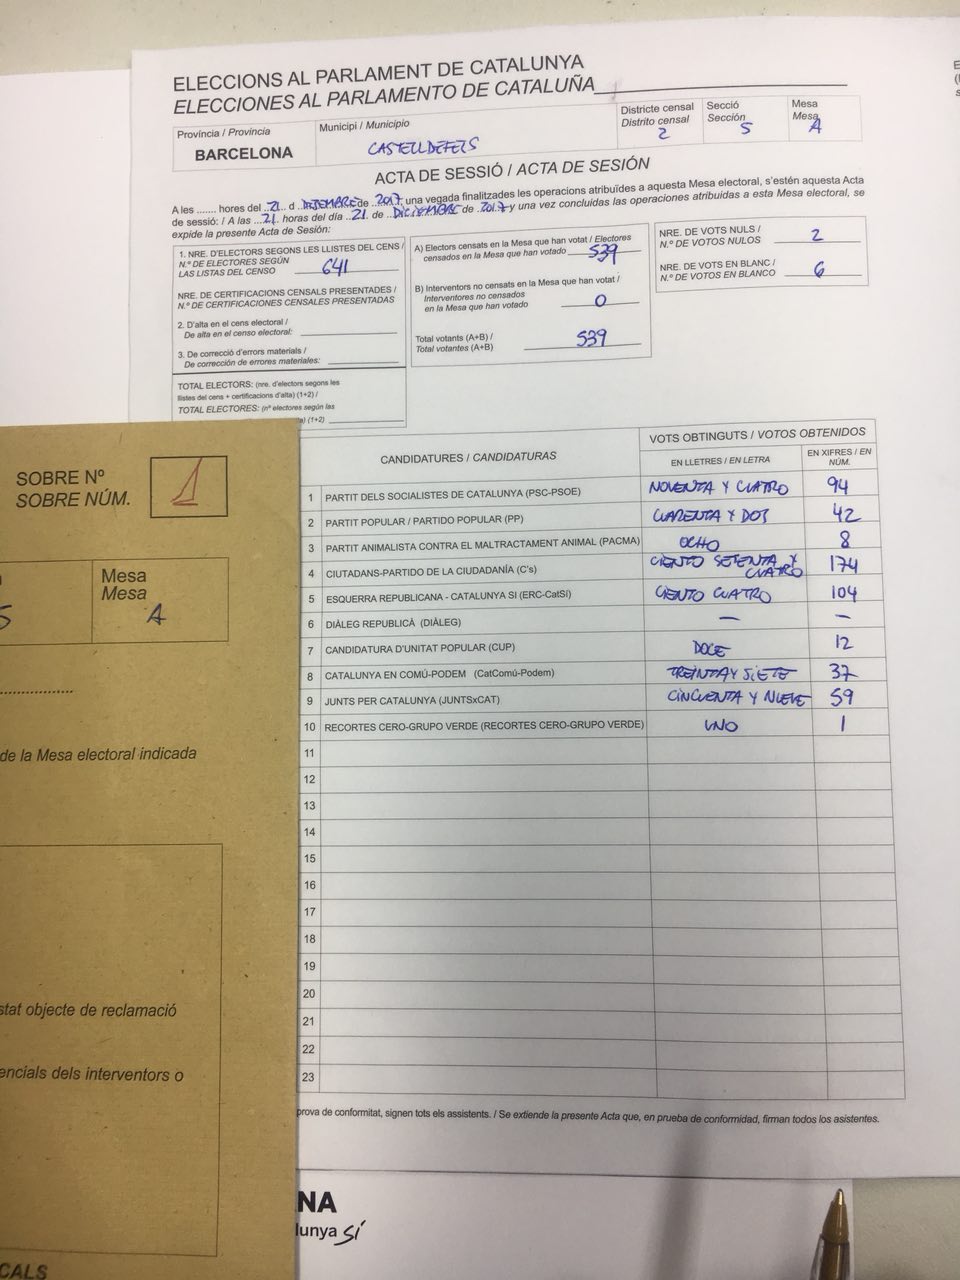 ELECCIONS AL PARLAMENT DE CATALUNYA
ELECCIONES AL PARLAMENTO DE CATALUÑA
Província / Provincia
BARCELONA
Municipi / Municipio
CASTELLDEFELS
Districte censal
Distrito censal
2
Secció
Sección
5
Mesa
Mesa
A
ACTA DE SESSIÓ / ACTA DE SESIÓN
A les ....... hores del ..21.. d DESEMBRE de ..2017 una vegada finalitzades les operacions atribuïdes a aquesta Mesa electoral, s'estén aquesta Acta
de sessió: / A las ...21. horas del día ..21. de ..DICIEMBRE de .2017 y una vez concluidas las operaciones atribuidas a esta Mesa electoral, se
expide la presente Acta de Sesión:
1. NRE. D'ELECTORS SEGONS LES LLISTES DEL CENS /
N.º DE ELECTORES SEGÚN
LAS LISTAS DEL CENSO 641
NRE. DE CERTIFICACIONS CENSALS PRESENTADES /
N.º DE CERTIFICACIONES CENSALES PRESENTADAS
2. D'alta en el cens electoral /
De alta en el censo electoral:
3. De correcció d'errors materials /
De corrección de errores materiales:
TOTAL ELECTORS: (nre. d'electors segons les
llistes del cens + certificacions d'alta) (1+2) /
TOTAL ELECTORES: (nº electores según las
ta) (1+2)
A) Electors censats en la Mesa que han votat / Electores
censados en la Mesa que han votado 539
B) Interventors no censats en la Mesa que han votat /
Interventores no censados
en la Mesa que han votado 0
Total votants (A+B) /
Total votantes (A+B) 539
NRE. DE VOTS NULS /
N.º DE VOTOS NULOS 2
NRE. DE VOTS EN BLANC /
N.º DE VOTOS EN BLANCO 6
CANDIDATURES / CANDIDATURAS
VOTS OBTINGUTS / VOTOS OBTENIDOS
EN LLETRES / EN LETRA
EN XIFRES / EN
NÚM.
1 PARTIT DELS SOCIALISTES DE CATALUNYA (PSC-PSOE) NOVENTA Y CUATRO 94
2 PARTIT POPULAR / PARTIDO POPULAR (PP) CUARENTA Y DOS 42
3 PARTIT ANIMALISTA CONTRA EL MALTRACTAMENT ANIMAL (PACMA) OCHO 8
4 CIUTADANS-PARTIDO DE LA CIUDADANÍA (C's) CIENTO SETENTA Y CUATRO 174
5 ESQUERRA REPUBLICANA - CATALUNYA SI (ERC-CatSí) CIENTO CUATRO 104
6 DIÀLEG REPUBLICÀ (DIÀLEG) — —
7 CANDIDATURA D'UNITAT POPULAR (CUP) DOCE 12
8 CATALUNYA EN COMÚ-PODEM (CatComú-Podem) TREINTA Y SIETE 37
9 JUNTS PER CATALUNYA (JUNTSxCAT) CINCUENTA Y NUEVE 59
10 RECORTES CERO-GRUPO VERDE (RECORTES CERO-GRUPO VERDE) UNO 1
11
12
13
14
15
16
17
18
19
20
21
22
23
prova de conformitat, signen tots els assistents. / Se extiende la presente Acta que, en prueba de conformidad, firman todos los asistentes.
SOBRE Nº
SOBRE NÚM.
1
Mesa
Mesa
5
A
de la Mesa electoral indicada
stat objecte de reclamació
encials dels interventors o
CALS
NA
lunya sí